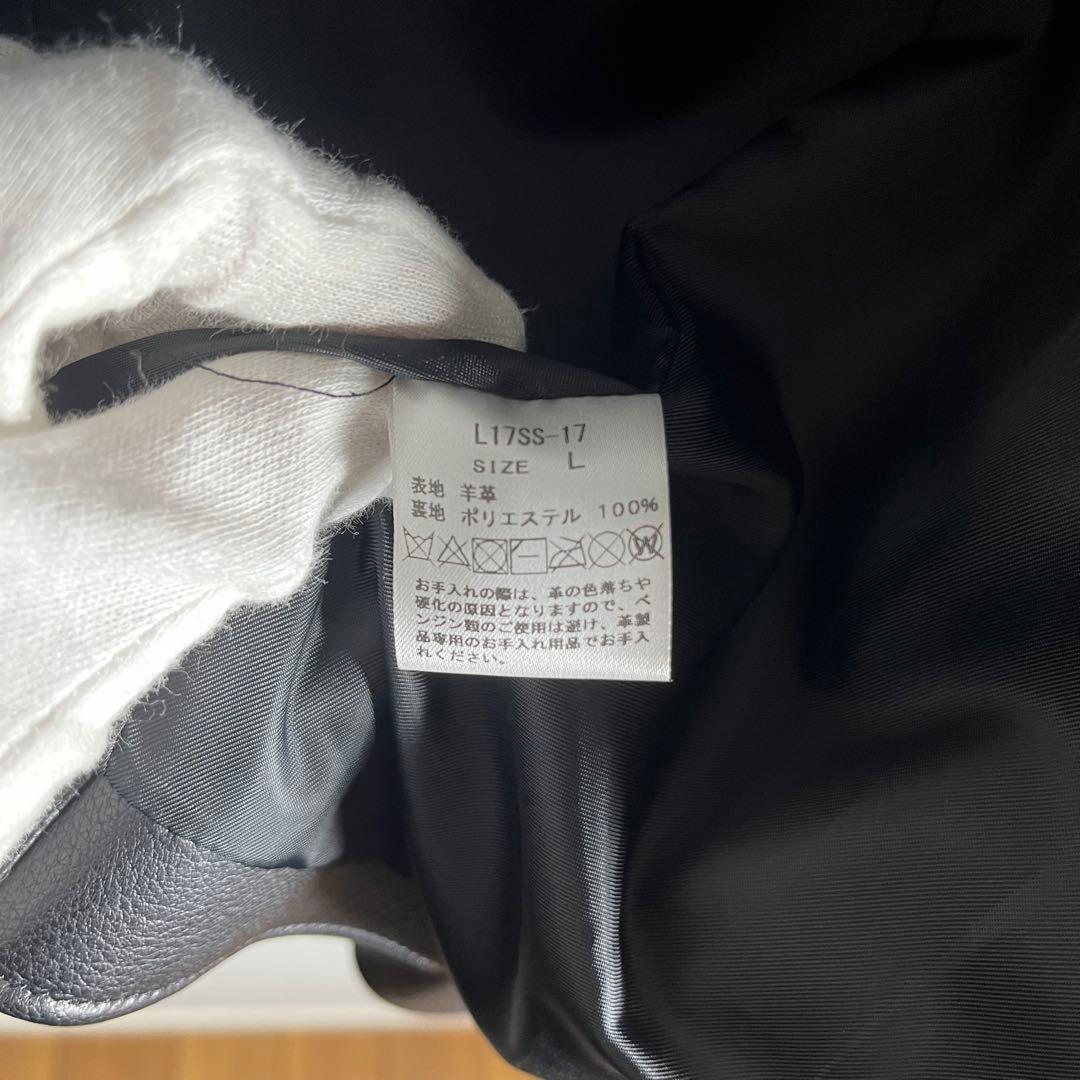 L17SS-17
SIZE L
表地 羊革
裏地 ポリエステル 100%
W
お手入れの際は、革の色落ちや
硬化の原因となりますので、ベ
ンジン類のご使用は避け、革製
品専用のお手入れ用品でお手入
れください。